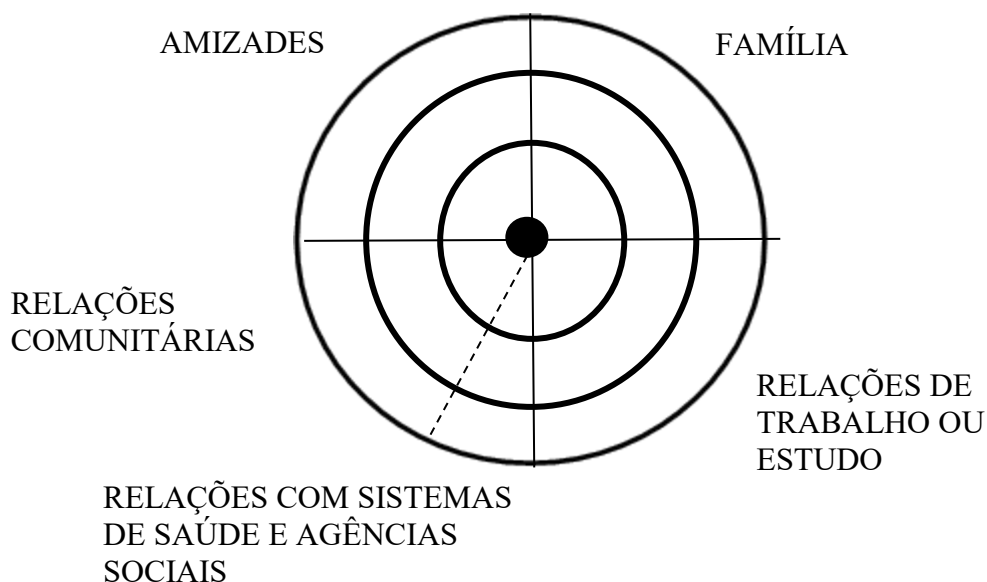 AMIZADES
FAMÍLIA
RELAÇÕES
COMUNITÁRIAS
RELAÇÕES DE
TRABALHO OU
ESTUDO
RELAÇÕES COM SISTEMAS
DE SAÚDE E AGÊNCIAS
SOCIAIS